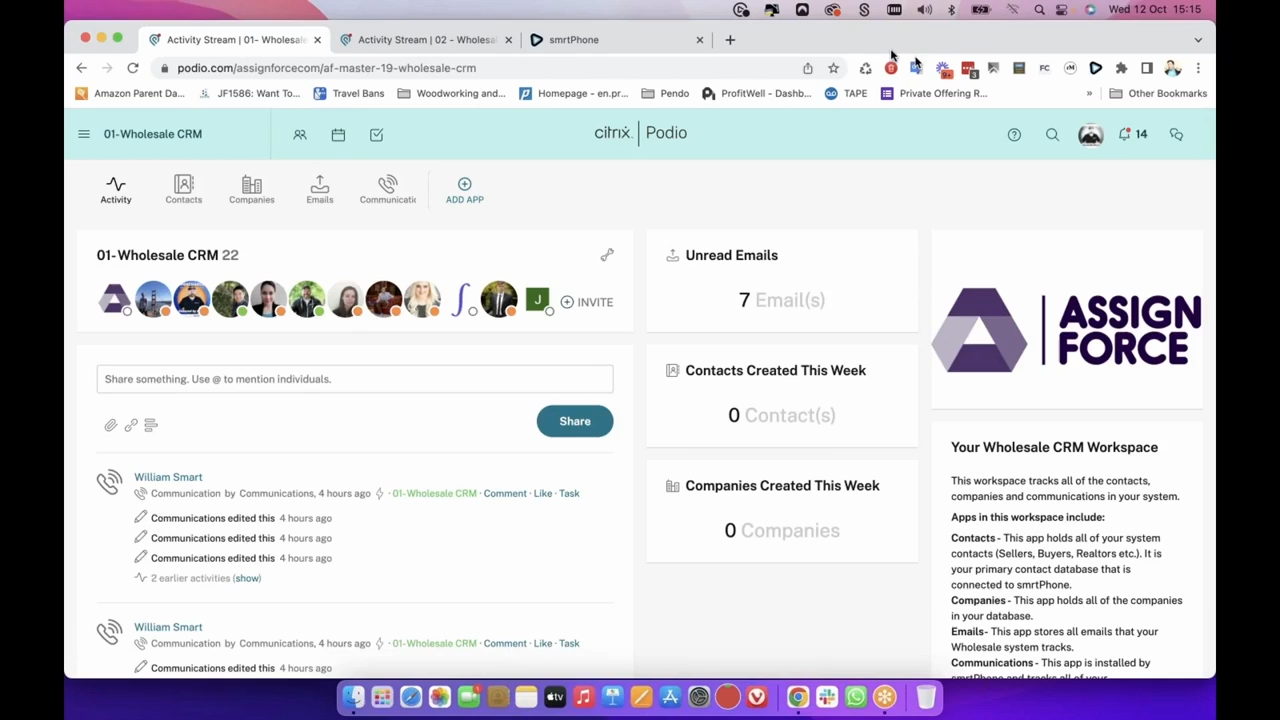 Wed 12 Oct 15:15
Activity Stream | 01- Wholesale
Activity Stream | 02 - Wholesal
smrtPhone
podio.com/assignforcecom/af-master-19-wholesale-crm
9+
3
FC
Amazon Parent Da...
JF1586: Want To...
Travel Bans
Woodworking and...
Homepage - en.pr...
Pendo
ProfitWell - Dashb...
TAPE
Private Offering R...
»
Other Bookmarks
01-Wholesale CRM
citrix | Podio
14
Activity
Contacts
Companies
Emails
Communicatic
ADD APP
01-Wholesale CRM 22
J
INVITE
Share something. Use @ to mention individuals.
Share
William Smart
Communication by Communications, 4 hours ago · 01-Wholesale CRM · Comment · Like · Task
Communications edited this 4 hours ago
Communications edited this 4 hours ago
Communications edited this 4 hours ago
2 earlier activities (show)
William Smart
Communication by Communications, 4 hours ago · 01-Wholesale CRM · Comment · Like · Task
Communications edited this 4 hours ago
Unread Emails
7 Email(s)
Contacts Created This Week
0 Contact(s)
Companies Created This Week
0 Companies
ASSIGN
FORCE
Your Wholesale CRM Workspace
This workspace tracks all of the contacts,
companies and communications in your system.
Apps in this workspace include:
Contacts - This app holds all of your system
contacts (Sellers, Buyers, Realtors etc.). It is
your primary contact database that is
connected to smrtPhone.
Companies - This app holds all of the companies
in your database.
Emails- This app stores all emails that your
Wholesale system tracks.
Communications - This app is installed by
smrtPhone and tracks all of your
tv